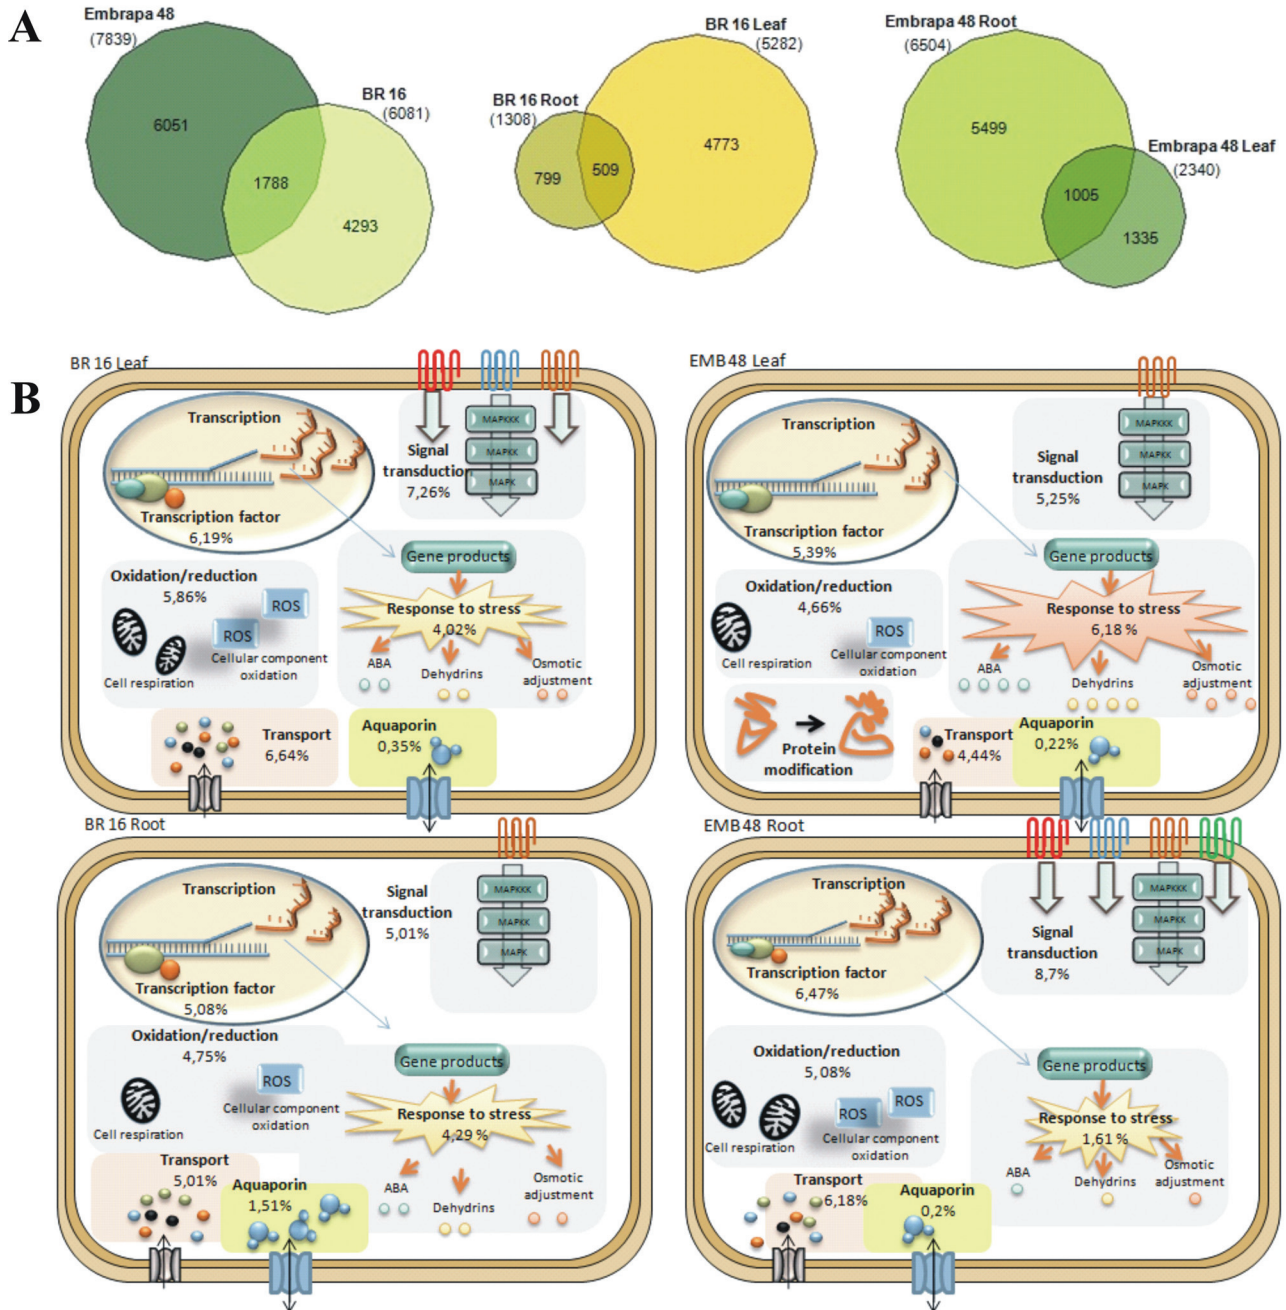 A
Embrapa 48
(7839)
6051
1788
BR 16
(6081)
4293
BR 16 Leaf
(5282)
BR 16 Root
(1308)
799
509
4773
Embrapa 48 Root
(6504)
5499
Embrapa 48 Leaf
(2340)
1005
1335
B
BR 16 Leaf
Transcription
Transcription factor
6,19%
Signal
transduction
7,26%
MAPKKK
MAPKK
MAPK
Gene products
Response to stress
4,02%
ABA
Dehydrins
Osmotic
adjustment
Oxidation/reduction
5,86%
ROS
ROS
Cellular component
oxidation
Cell respiration
Transport
6,64%
Aquaporin
0,35%
EMB 48 Leaf
Transcription
Transcription factor
5,39%
Signal
transduction
5,25%
MAPKKK
MAPKK
MAPK
Gene products
Response to stress
6,18 %
ABA
Dehydrins
Osmotic
adjustment
Oxidation/reduction
4,66%
ROS
Cellular component
oxidation
Cell respiration
Protein
modification
Transport
4,44%
Aquaporin
0,22%
BR 16 Root
Transcription
Transcription factor
5,08%
Signal
transduction
5,01%
MAPKKK
MAPKK
MAPK
Gene products
Response to stress
4,29 %
ABA
Dehydrins
Osmotic
adjustment
Oxidation/reduction
4,75%
ROS
Cellular component
oxidation
Cell respiration
Transport
5,01%
Aquaporin
1,51%
EMB 48 Root
Transcription
Transcription factor
6,47%
Signal
transduction
8,7%
MAPKKK
MAPKK
MAPK
Gene products
Response to stress
1,61 %
ABA
Dehydrins
Osmotic
adjustment
Oxidation/reduction
5,08%
ROS
ROS
Cellular component
oxidation
Cell respiration
Transport
6,18%
Aquaporin
0,2%